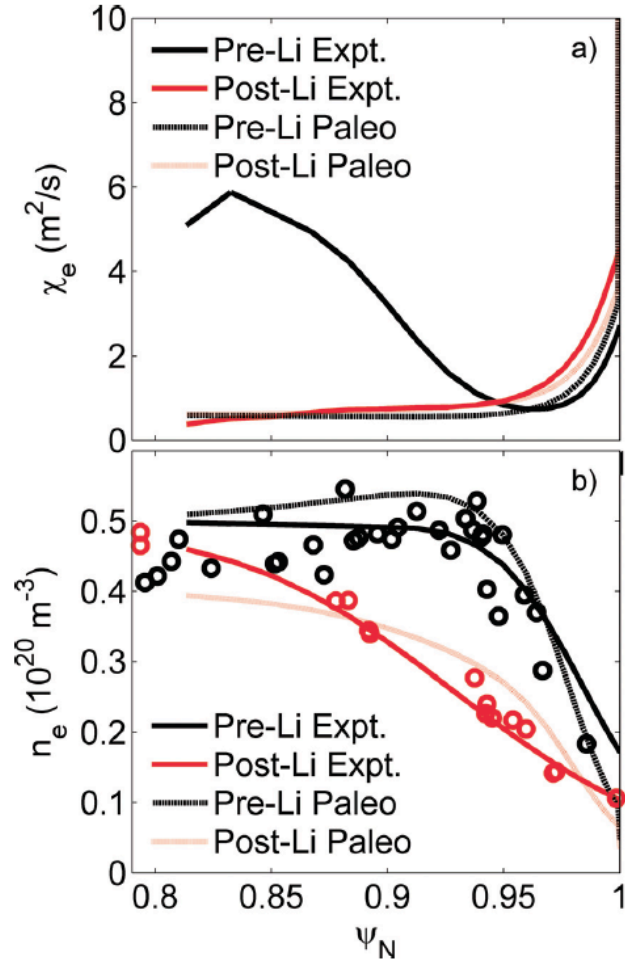 10
a)
Pre-Li Expt.
Post-Li Expt.
Pre-Li Paleo
Post-Li Paleo
8
6
4
2
0
χe (m²/s)
b)
0.5
0.4
0.3
0.2
0.1
0
ne (10²⁰ m⁻³)
Pre-Li Expt.
Post-Li Expt.
Pre-Li Paleo
Post-Li Paleo
0.8 0.85 0.9 0.95 1
ΨN